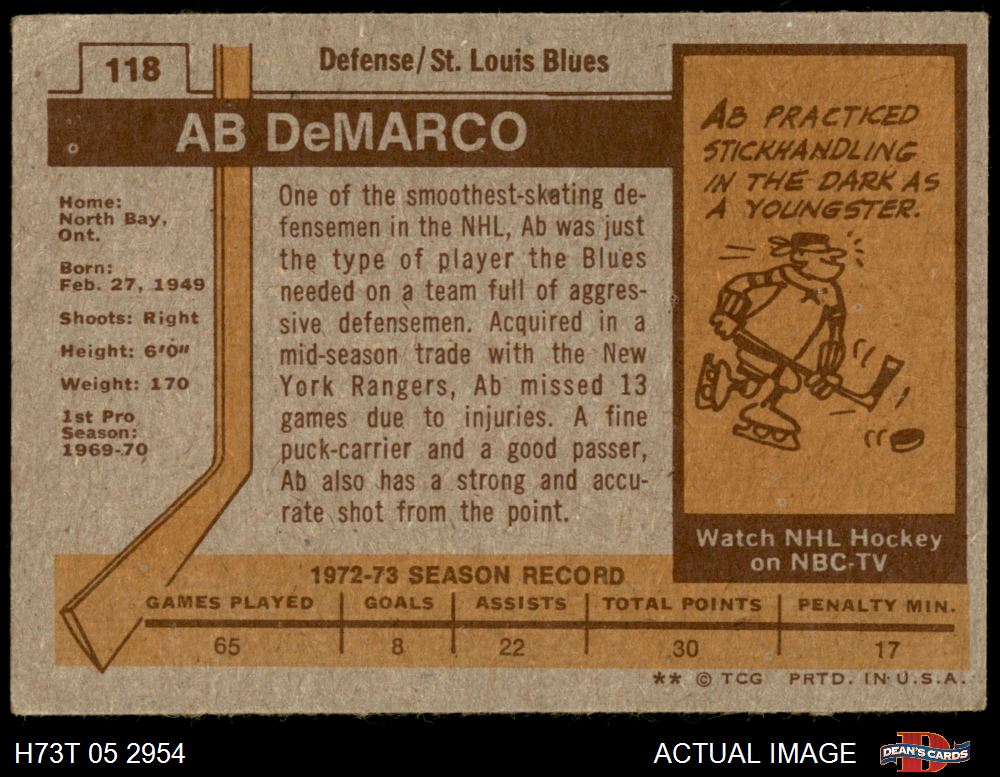 118
Defense/St. Louis Blues
AB DeMARCO
Home:
North Bay,
Ont.
Born:
Feb. 27, 1949
Shoots: Right
Height: 6'0"
Weight: 170
1st Pro
Season:
1969-70
One of the smoothest-skating de-
fensemen in the NHL, Ab was just
the type of player the Blues
needed on a team full of aggres-
sive defensemen. Acquired in a
mid-season trade with the New
York Rangers, Ab missed 13
games due to injuries. A fine
puck-carrier and a good passer,
Ab also has a strong and accu-
rate shot from the point.
AB PRACTICED
STICKHANDLING
IN THE DARK AS
A YOUNGSTER.
Watch NHL Hockey
on NBC-TV
1972-73 SEASON RECORD
GAMES PLAYED GOALS ASSISTS TOTAL POINTS PENALTY MIN.
65 8 22 30 17
** © TCG PRTD. IN U.S.A.
H73T 05 2954 ACTUAL IMAGE DEAN'S CARDS